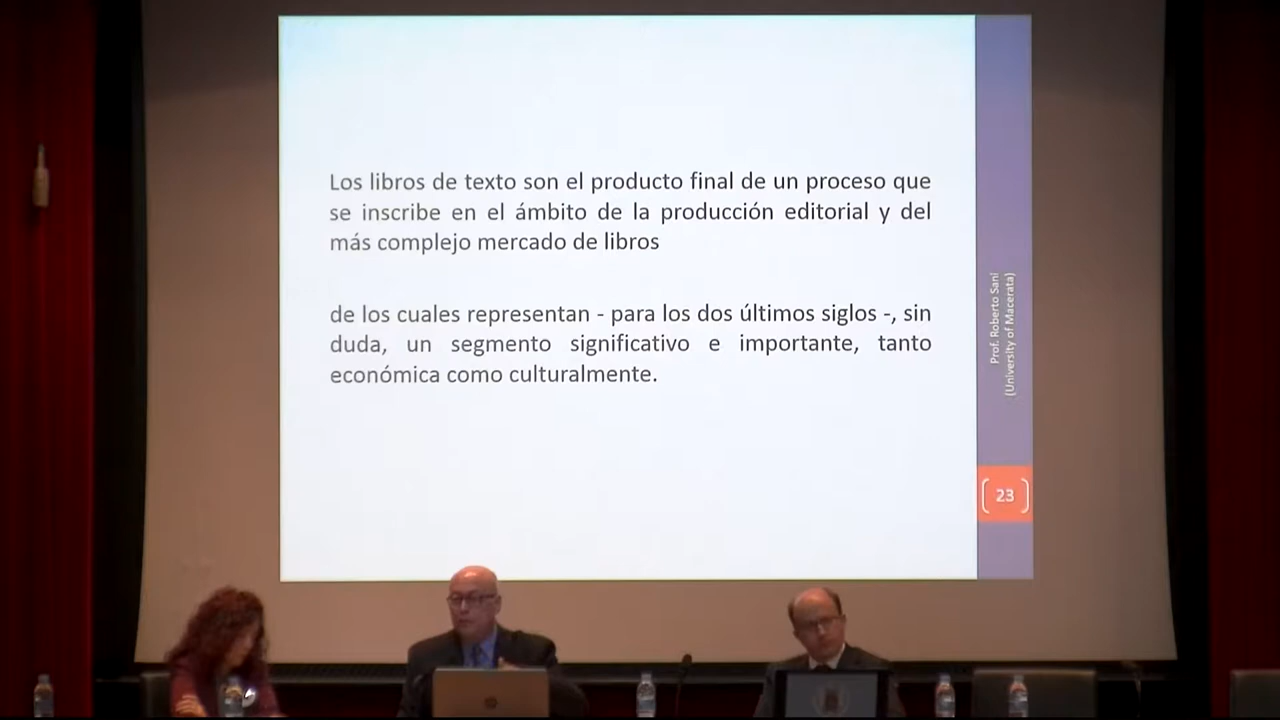 Los libros de texto son el producto final de un proceso que
se inscribe en el ámbito de la producción editorial y del
más complejo mercado de libros
de los cuales representan - para los dos últimos siglos -, sin
duda, un segmento significativo e importante, tanto
económica como culturalmente.
Prof. Roberto Sani
(University of Macerata)
23